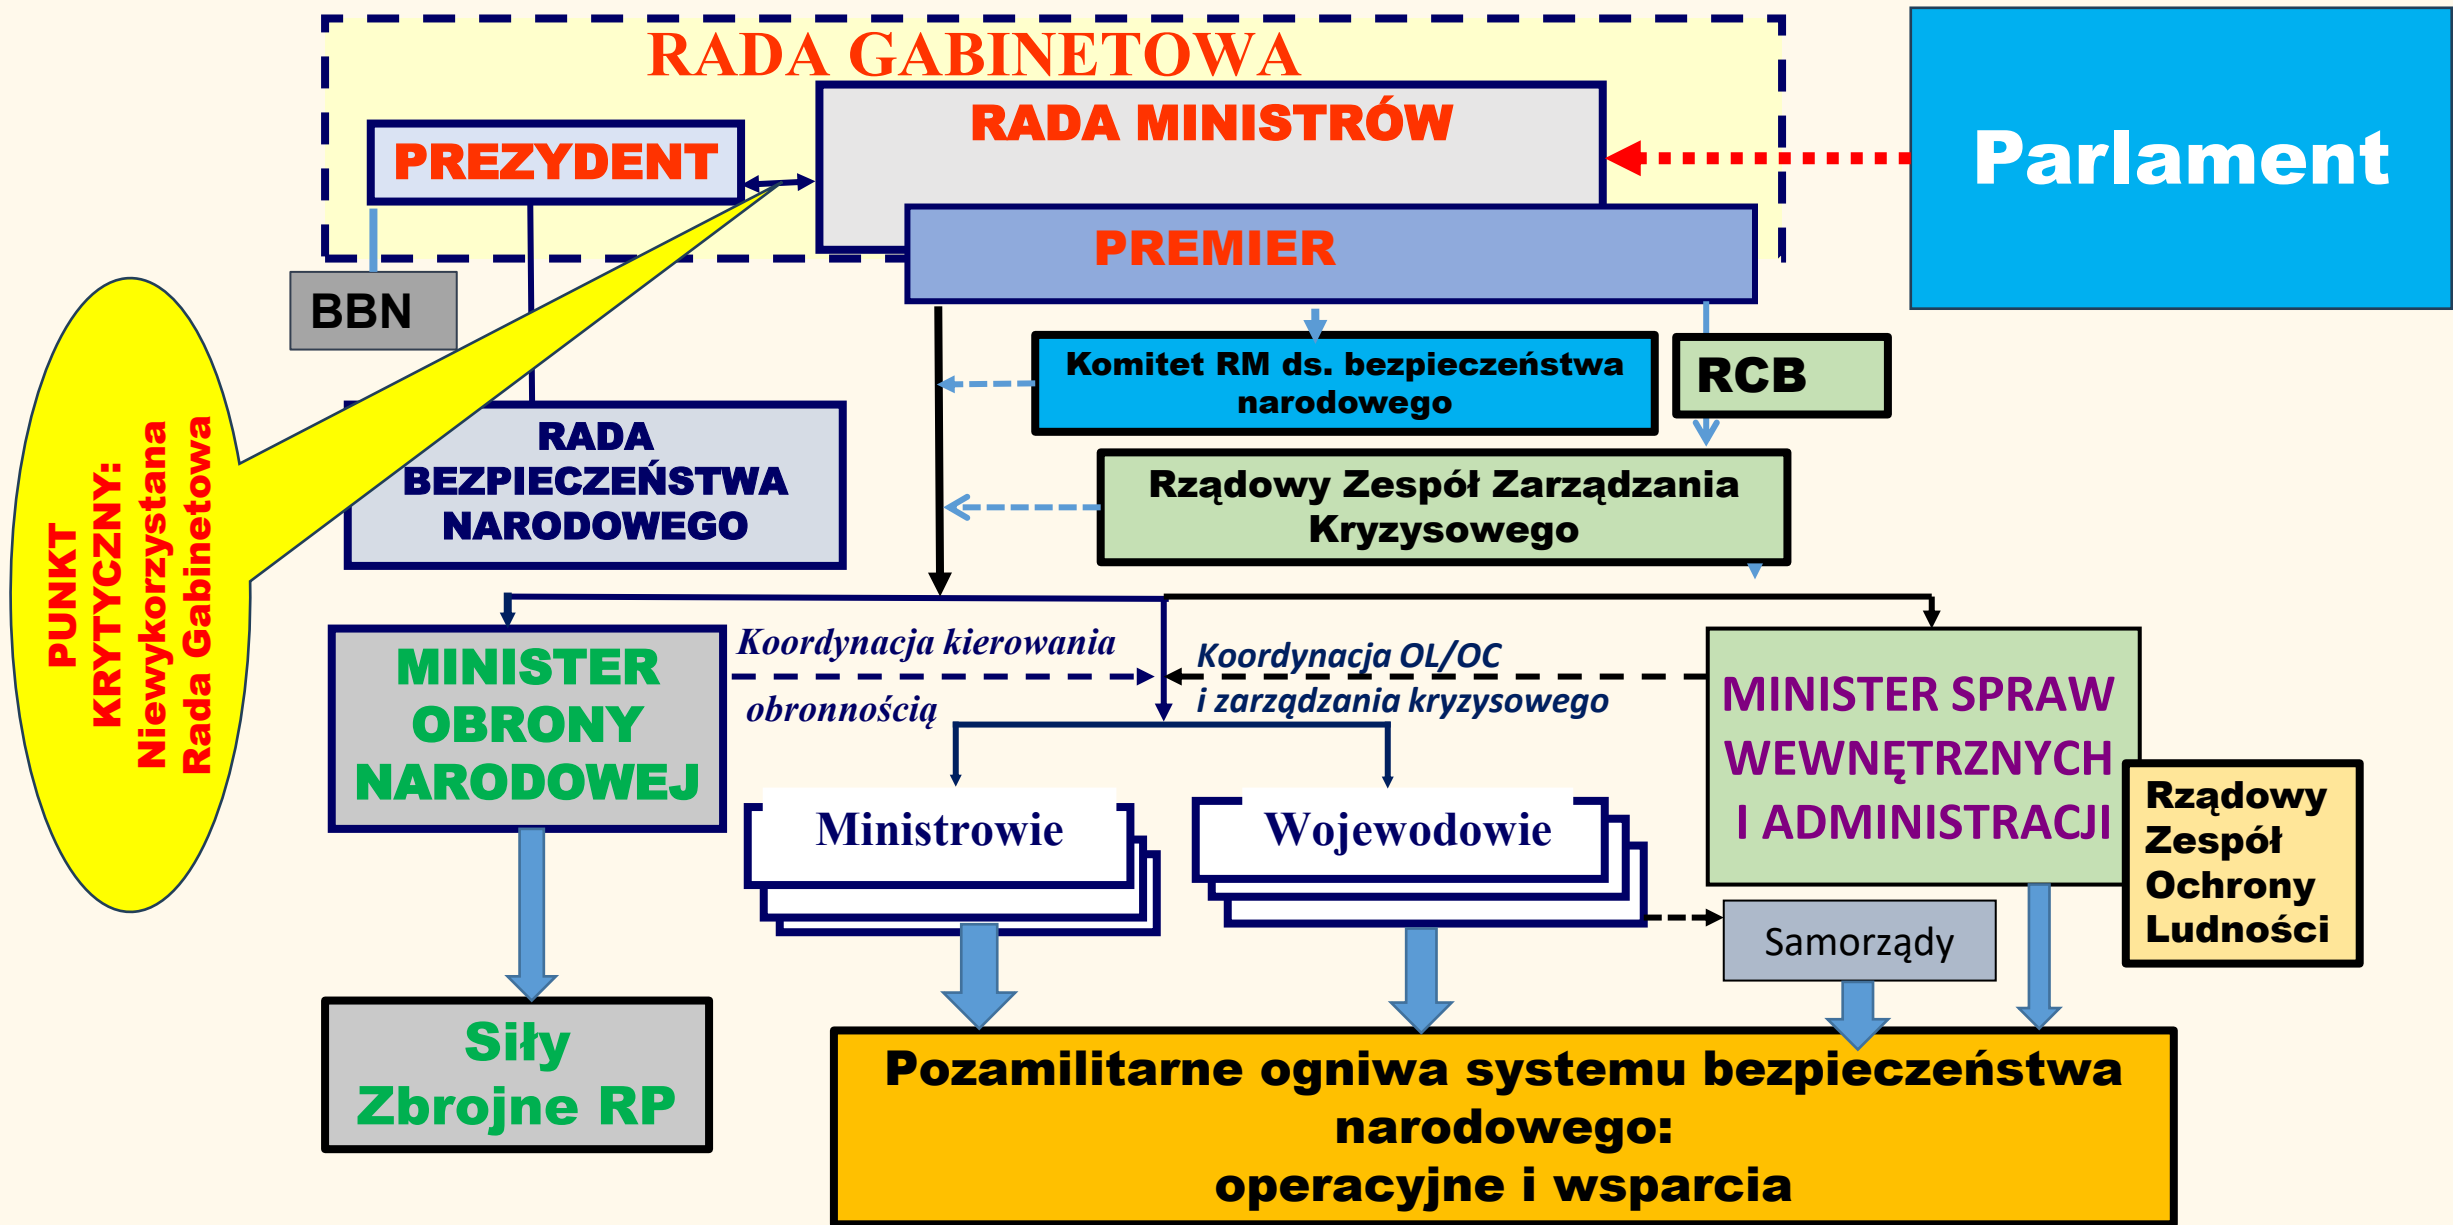 RADA GABINETOWA
RADA MINISTRÓW
PREZYDENT
Parlament
PREMIER
BBN
Komitet RM ds. bezpieczeństwa
narodowego
RCB
RADA
BEZPIECZEŃSTWA
NARODOWEGO
Rządowy Zespół Zarządzania
Kryzysowego
PUNKT
KRYTYCZNY:
Niewykorzystana
Rada Gabinetowa
MINISTER
OBRONY
NARODOWEJ
Koordynacja kierowania
obronnością
Koordynacja OL/OC
i zarządzania kryzysowego
MINISTER SPRAW
WEWNĘTRZNYCH
I ADMINISTRACJI
Rządowy
Zespół
Ochrony
Ludności
Ministrowie
Wojewodowie
Samorządy
Siły
Zbrojne RP
Pozamilitarne ogniwa systemu bezpieczeństwa
narodowego:
operacyjne i wsparcia